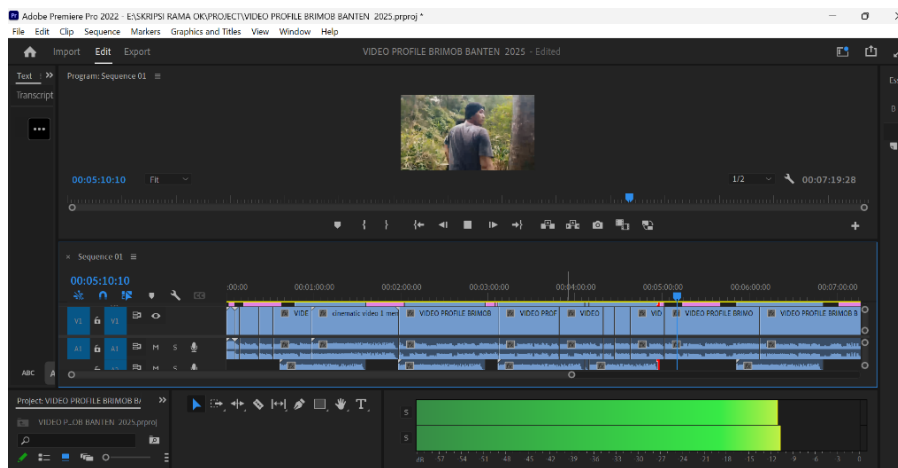 Adobe Premiere Pro 2022 - E:\SKRIPSI RAMA OK\PROJECT\VIDEO PROFILE BRIMOB BANTEN 2025.prproj *
File Edit Clip Sequence Markers Graphics and Titles View Window Help
Import Edit Export VIDEO PROFILE BRIMOB BANTEN 2025 - Edited
Text Program: Sequence 01
Transcript
00:05:10:10 Fit 1/2 00:07:19:28
× Sequence 01
00:05:10:10
:00:00 00:01:00:00 00:02:00:00 00:03:00:00 00:04:00:00 00:05:00:00 00:06:00:00 00:07:00:00
V1 V1 VIDE sinematic video 1 mer VIDEO PROFILE BRIMOB VIDEO PROF VIDEO VID VIDEO PROFILE BRIMO VIDEO PROFILE BRIMOB B
A1 A1 M S
M S
ABC A
Project: VIDEO PROFILE BRIMOB B/
VIDEO P...OB BANTEN 2025.prproj
S
S
dB -57 -54 -51 -48 -45 -42 -39 -36 -33 -30 -27 -24 -21 -18 -15 -12 -9 -6 -3 0